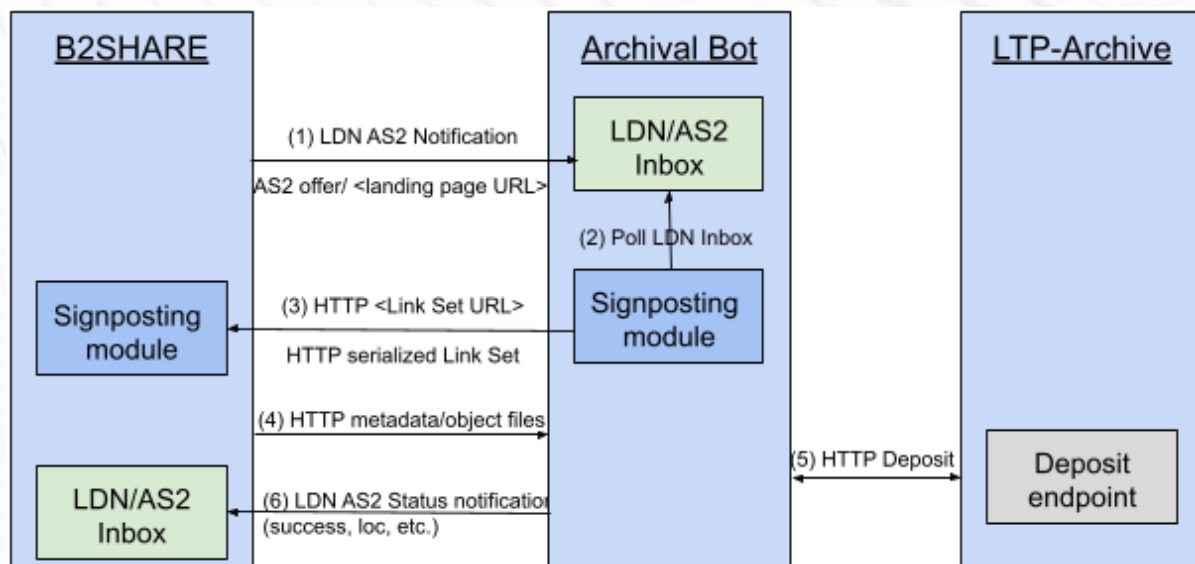 B2SHARE
Archival Bot
LTP-Archive
LDN/AS2
Inbox
(1) LDN AS2 Notification
AS2 offer/ <landing page URL>
(2) Poll LDN Inbox
Signposting
module
(3) HTTP <Link Set URL>
HTTP serialized Link Set
Signposting
module
(4) HTTP metadata/object files
(5) HTTP Deposit
Deposit
endpoint
LDN/AS2
Inbox
(6) LDN AS2 Status notification
(success, loc, etc.)